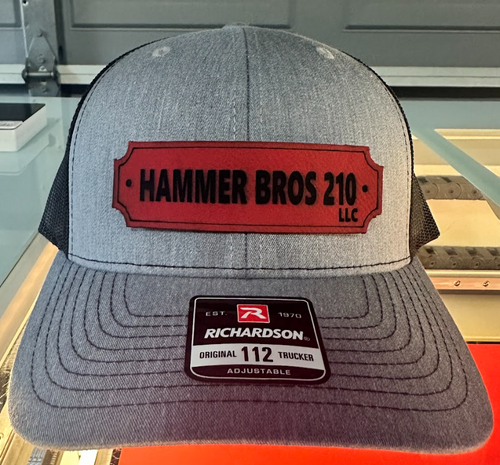 HAMMER BROS 210
LLC
EST. R 1970
RICHARDSON®
ORIGINAL 112 TRUCKER
ADJUSTABLE